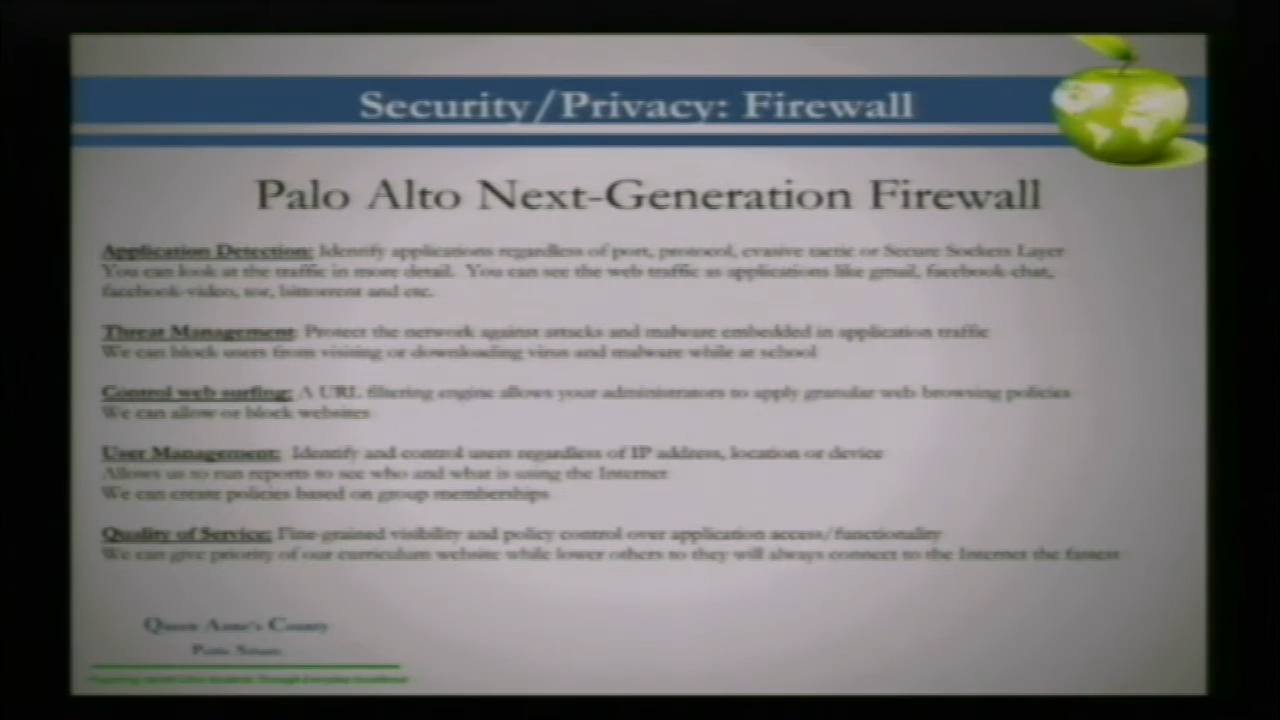 Security/Privacy: Firewall
Palo Alto Next-Generation Firewall
Application Detection: Identify applications regardless of port, protocol, evasive tactic or Secure Sockets Layer
You can look at the traffic in more detail. You can see the web traffic as applications like gmail, facebook-chat,
facebook-video, tor, bittorrent and etc.
Threat Management: Protect the network against attacks and malware embedded in application traffic
We can block users from visiting or downloading virus and malware while at school
Control web surfing: A URL filtering engine allows your administrators to apply granular web browsing policies
We can allow or block websites
User Management: Identify and control users regardless of IP address, location or device
Allows us to run reports to see who and what is using the Internet
We can create policies based on group memberships
Quality of Service: Fine-grained visibility and policy control over application access/functionality
We can give priority of our curriculum website while lower others to they will always connect to the Internet the fastest
Queen Anne's County